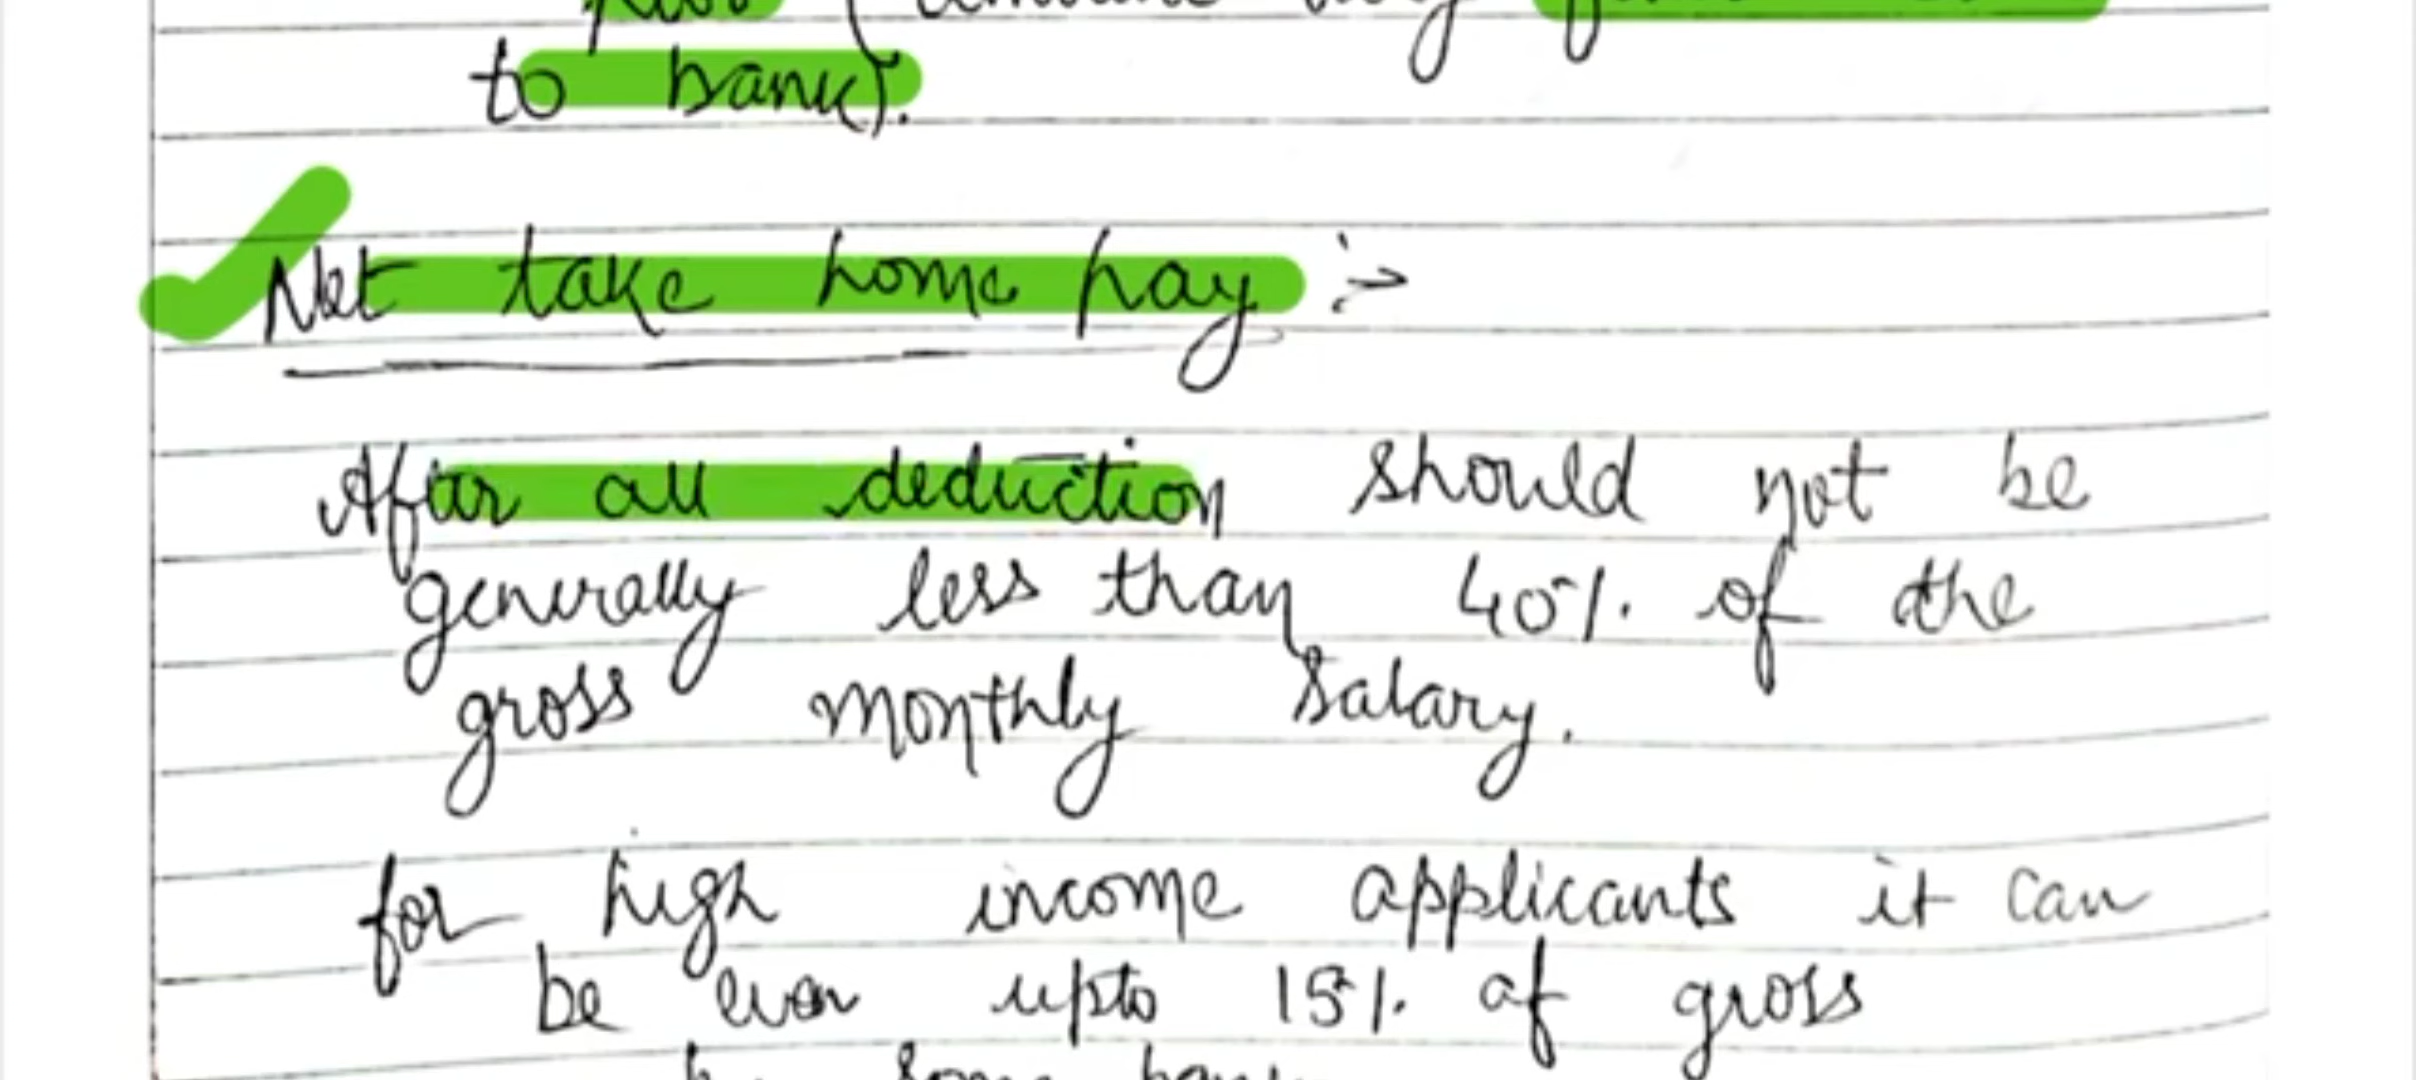 to bank).
Net take home pay :->
After all deduction should not be
generally less than 40%. of the
gross monthly salary.
for high income applicants it can
be even upto 15%. of gross